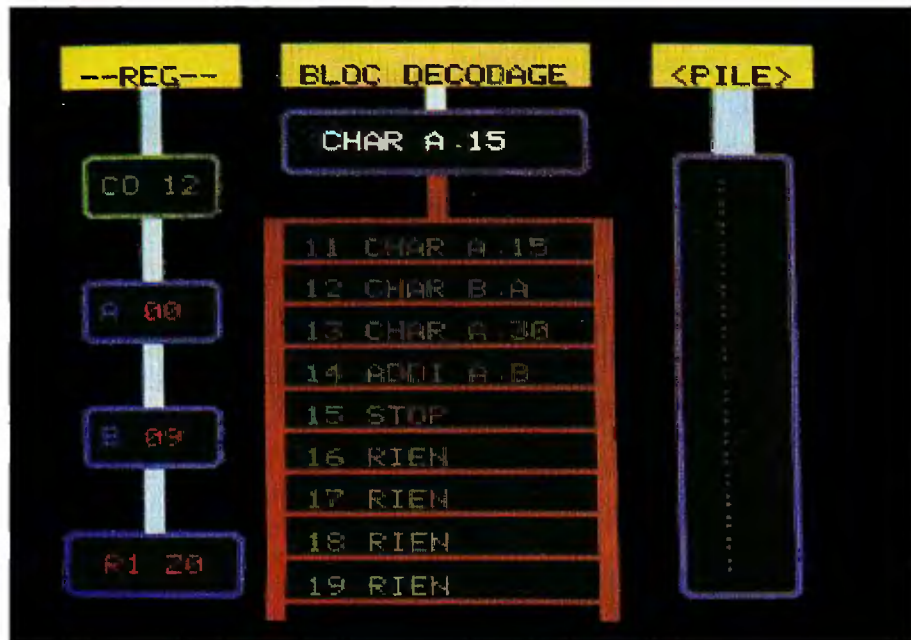 --REG--
CO 12
A 00
B 09
R1 20
BLOC DECODAGE
CHAR A.15
11 CHAR A.15
12 CHAR B.A
13 CHAR A.30
14 ADDI A.B
15 STOP
16 RIEN
17 RIEN
18 RIEN
19 RIEN
<PILE>